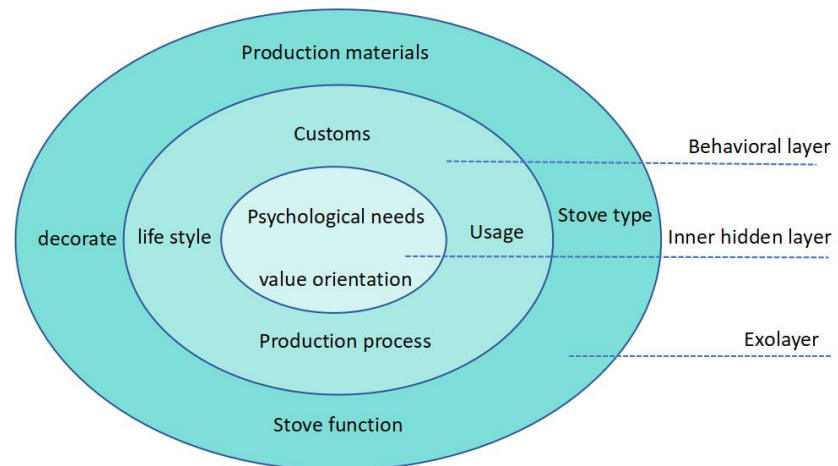 Production materials
Customs
Behavioral layer
Psychological needs
Stove type
decorate
life style
Usage
Inner hidden layer
value orientation
Production process
Exolayer
Stove function